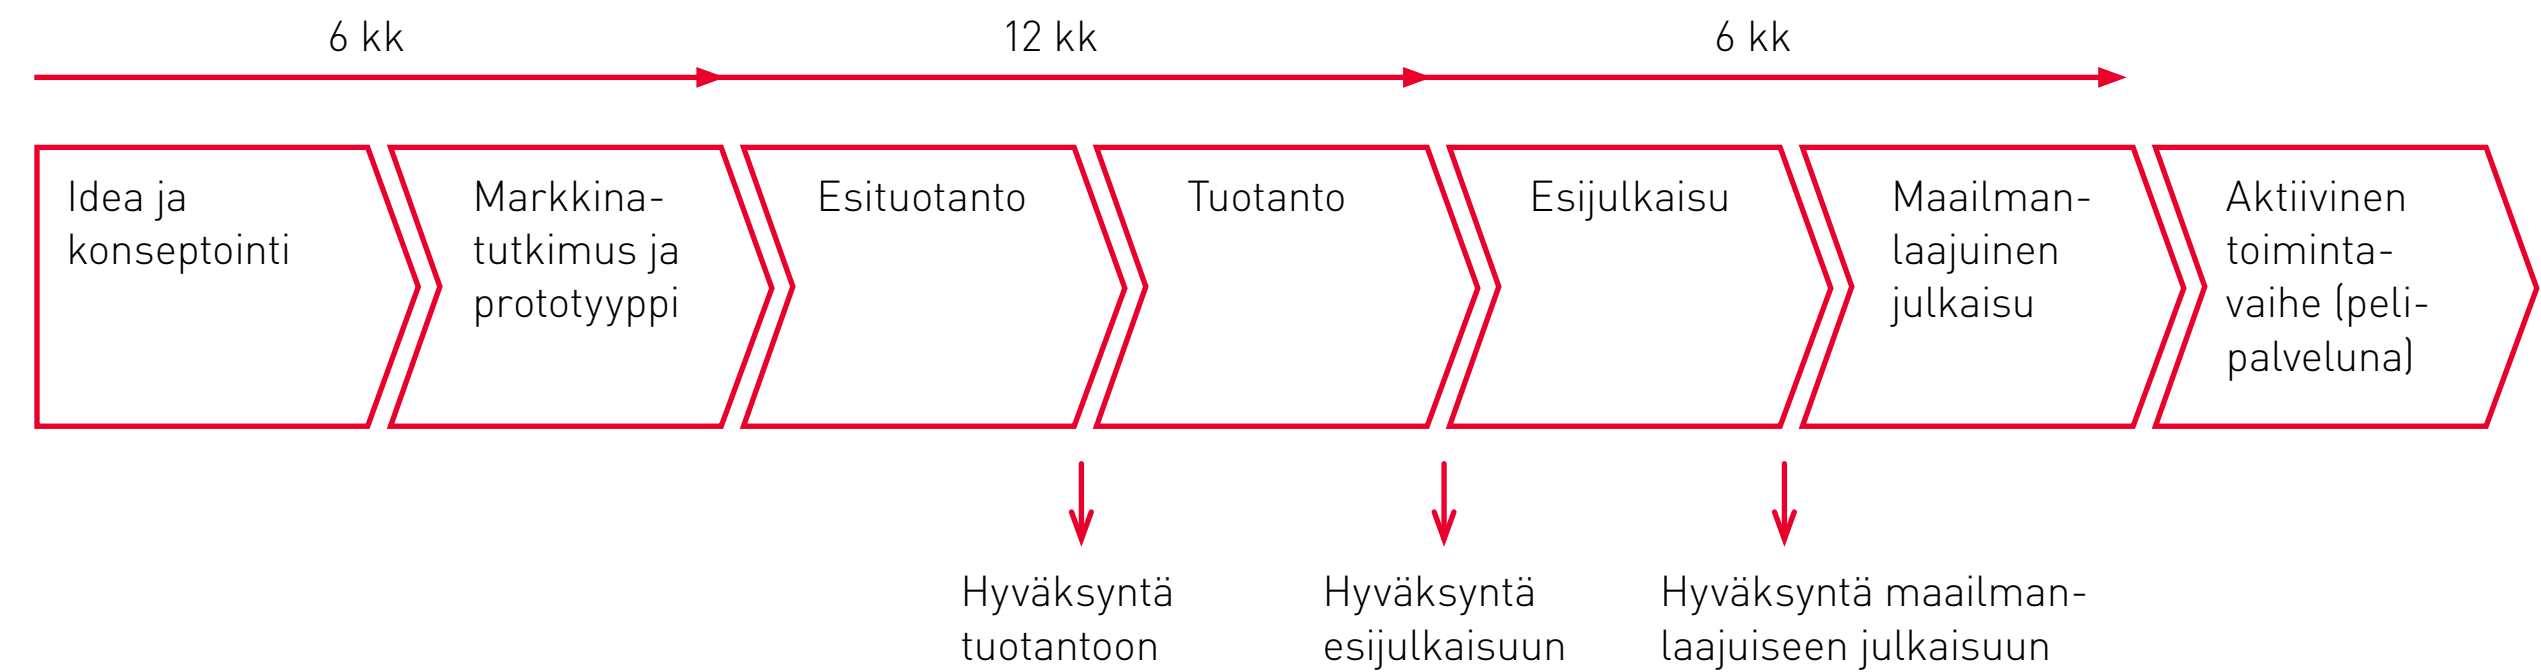 6 kk
12 kk
6 kk
Idea ja
konseptointi
Markkina-
tutkimus ja
prototyyppi
Esituotanto
Tuotanto
Esijulkaisu
Maailman-
laajuinen
julkaisu
Aktiivinen
toiminta-
vaihe (peli-
palveluna)
Hyväksyntä
tuotantoon
Hyväksyntä
esijulkaisuun
Hyväksyntä maailman-
laajuiseen julkaisuun